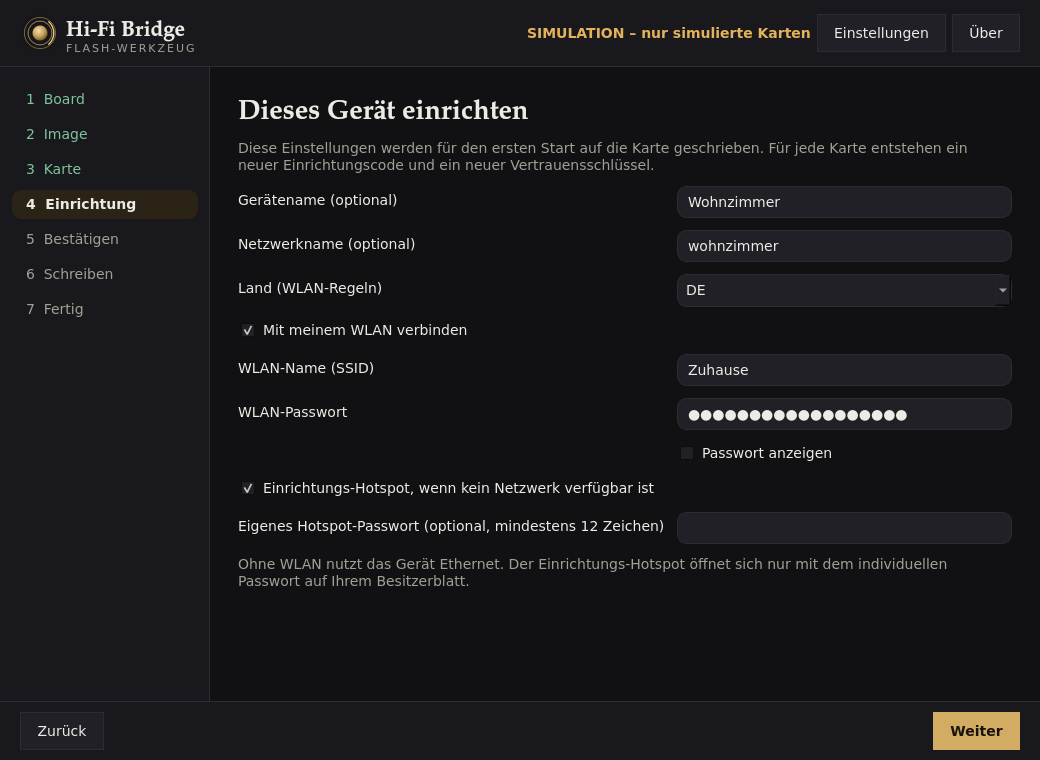 Hi-Fi Bridge
FLASH-WERKZEUG
SIMULATION – nur simulierte Karten
Einstellungen
Über
1 Board
2 Image
3 Karte
4 Einrichtung
5 Bestätigen
6 Schreiben
7 Fertig
Dieses Gerät einrichten
Diese Einstellungen werden für den ersten Start auf die Karte geschrieben. Für jede Karte entstehen ein
neuer Einrichtungscode und ein neuer Vertrauensschlüssel.
Gerätename (optional)
Wohnzimmer
Netzwerkname (optional)
wohnzimmer
Land (WLAN-Regeln)
DE
Mit meinem WLAN verbinden
WLAN-Name (SSID)
Zuhause
WLAN-Passwort
●●●●●●●●●●●●●●●●●●
Passwort anzeigen
Einrichtungs-Hotspot, wenn kein Netzwerk verfügbar ist
Eigenes Hotspot-Passwort (optional, mindestens 12 Zeichen)
Ohne WLAN nutzt das Gerät Ethernet. Der Einrichtungs-Hotspot öffnet sich nur mit dem individuellen
Passwort auf Ihrem Besitzerblatt.
Zurück
Weiter